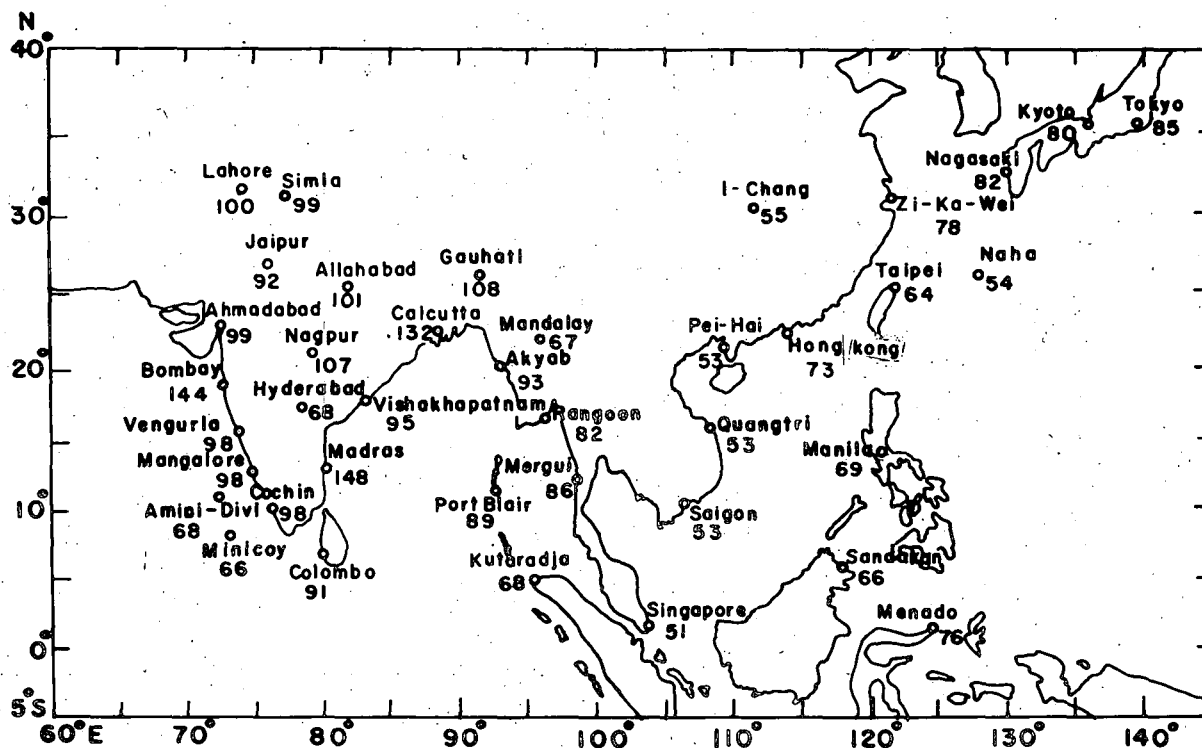 N
40°
Kyoto Tokyo
80 85
Nagasaki
82
Lahore
100
Simla
99
I-Chang
55
30°
Zi-Ka-Wei
78
Jaipur
92
Allahabad
101
Gauhati
108
Taipei
64
Naha
54
Ahmadabad
99
Nagpur
107
Calcutta
132
Mandalay
67
Pei-Hai
53
Hong kong
73
20°
Bombay
144
Hyderabad
68
Akyab
93
Vishakhapatnam
95
Rangoon
82
Vengurla
98
Quangtri
53
Mangalore
98
Madras
148
Mergui
86
Manila
69
Cochin
98
10°
Amini-Divi
68
Port Blair
89
Saigon
53
Minicoy
66
Colombo
91
Kutaradja
68
Sandakan
66
Singapore
51
Menado
76
0°
5°S
60°E 70° 80° 90° 100° 110° 120° 130° 140°